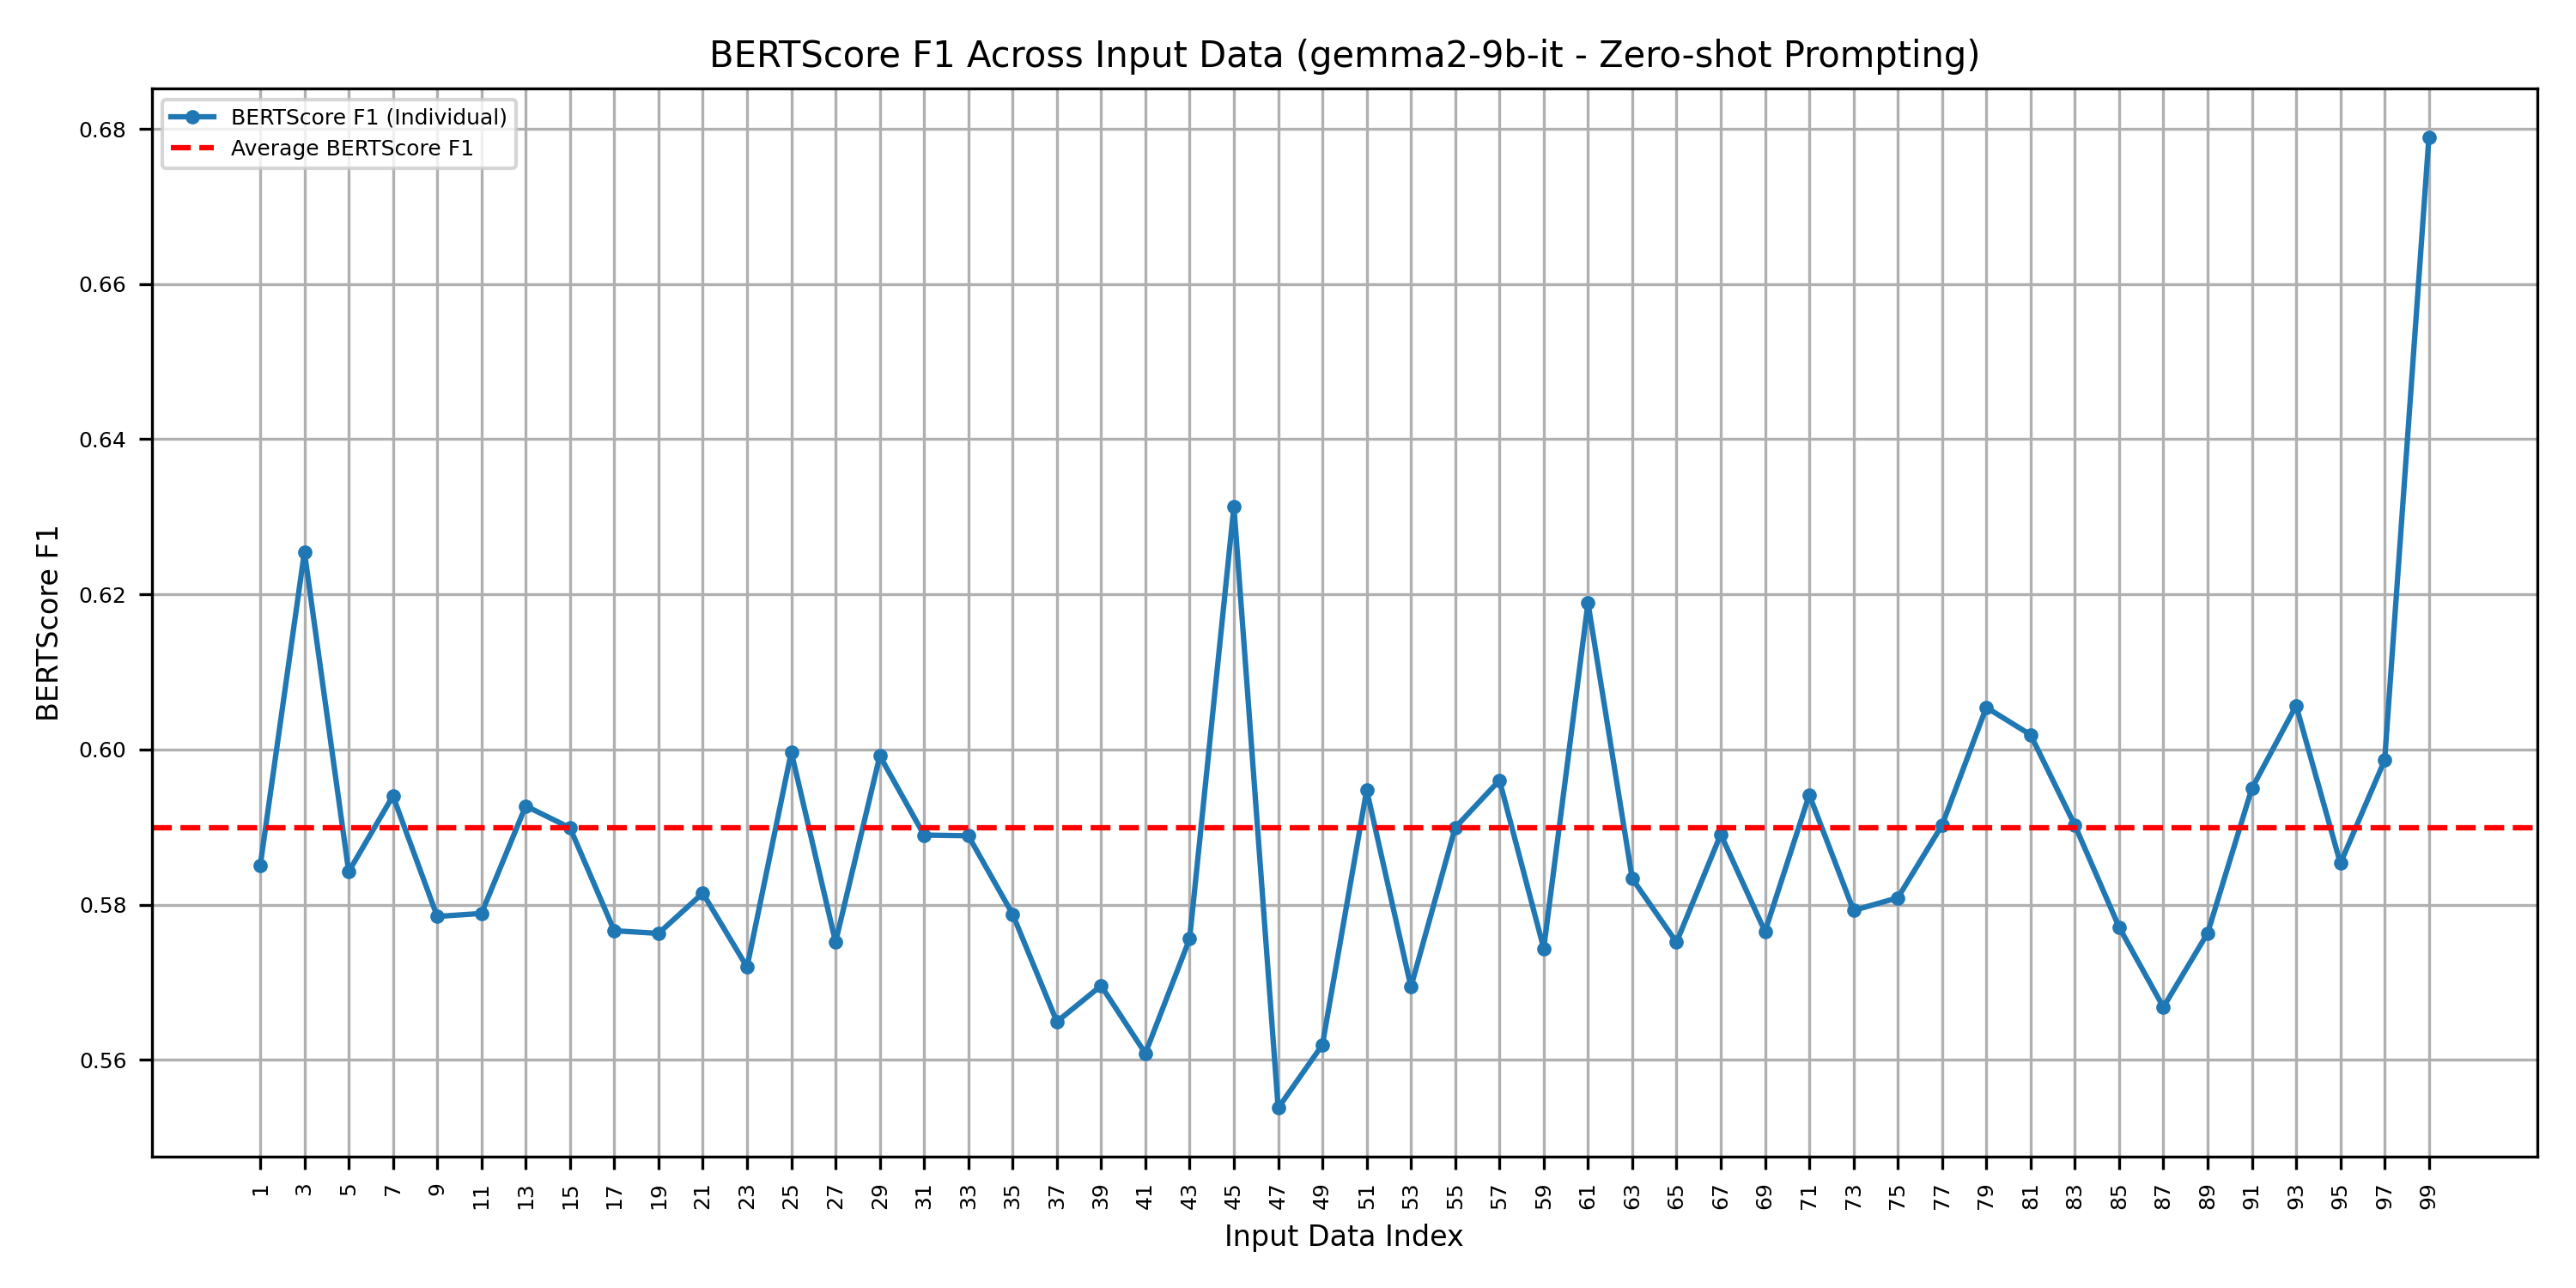 BERTScore F1 Across Input Data (gemma2-9b-it - Zero-shot Prompting)
BERTScore F1 (Individual)
Average BERTScore F1
0.68
0.66
0.64
0.62
0.60
0.58
0.56
BERTScore F1
1 3 5 7 9 11 13 15 17 19 21 23 25 27 29 31 33 35 37 39 41 43 45 47 49 51 53 55 57 59 61 63 65 67 69 71 73 75 77 79 81 83 85 87 89 91 93 95 97 99
Input Data Index